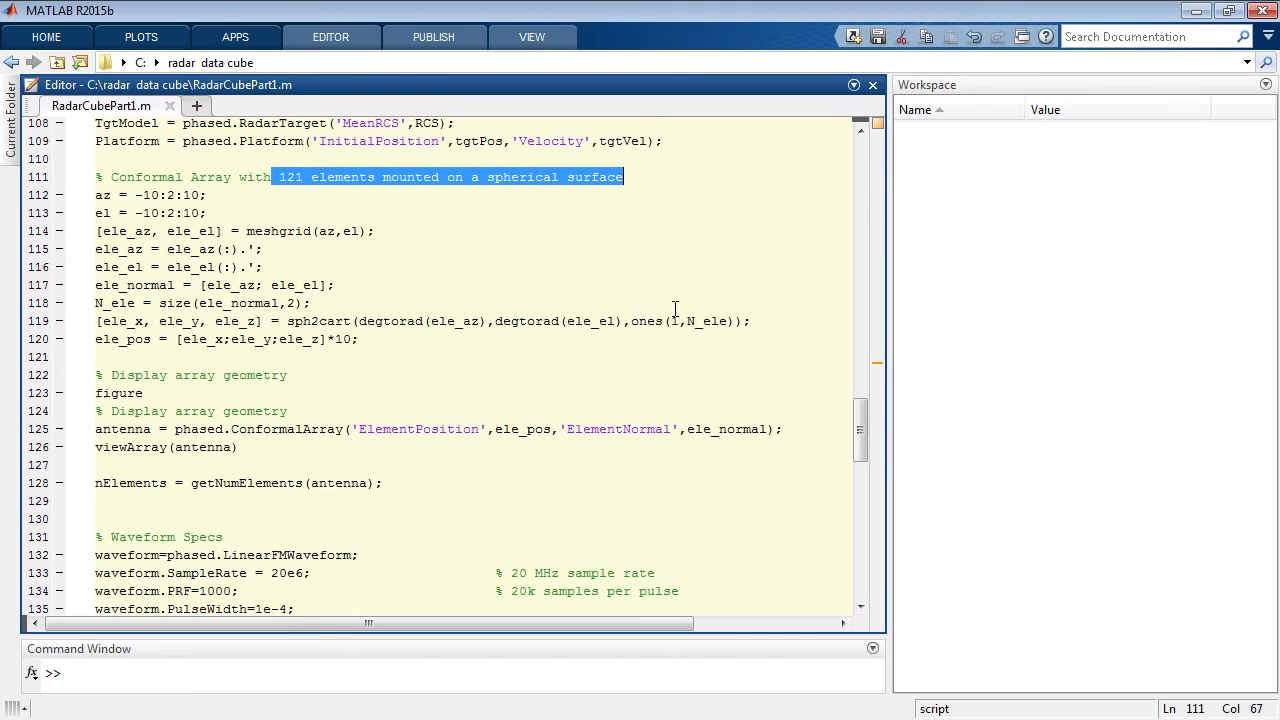 MATLAB R2015b
HOME PLOTS APPS EDITOR PUBLISH VIEW Search Documentation
C: radar data cube
Current Folder
Editor - C:\radar data cube\RadarCubePart1.m
Workspace
RadarCubePart1.m
Name Value
108 TgtModel = phased.RadarTarget('MeanRCS',RCS);
109 Platform = phased.Platform('InitialPosition',tgtPos,'Velocity',tgtVel);
110
111 % Conformal Array with 121 elements mounted on a spherical surface
112 az = -10:2:10;
113 el = -10:2:10;
114 [ele_az, ele_el] = meshgrid(az,el);
115 ele_az = ele_az(:).';
116 ele_el = ele_el(:).';
117 ele_normal = [ele_az; ele_el];
118 N_ele = size(ele_normal,2);
119 [ele_x, ele_y, ele_z] = sph2cart(degtorad(ele_az),degtorad(ele_el),ones(1,N_ele));
120 ele_pos = [ele_x;ele_y;ele_z]*10;
121
122 % Display array geometry
123 figure
124 % Display array geometry
125 antenna = phased.ConformalArray('ElementPosition',ele_pos,'ElementNormal',ele_normal);
126 viewArray(antenna)
127
128 nElements = getNumElements(antenna);
129
130
131 % Waveform Specs
132 waveform=phased.LinearFMWaveform;
133 waveform.SampleRate = 20e6; % 20 MHz sample rate
134 waveform.PRF=1000; % 20k samples per pulse
135 waveform.PulseWidth=1e-4;
Command Window
fx >>
script Ln 111 Col 67